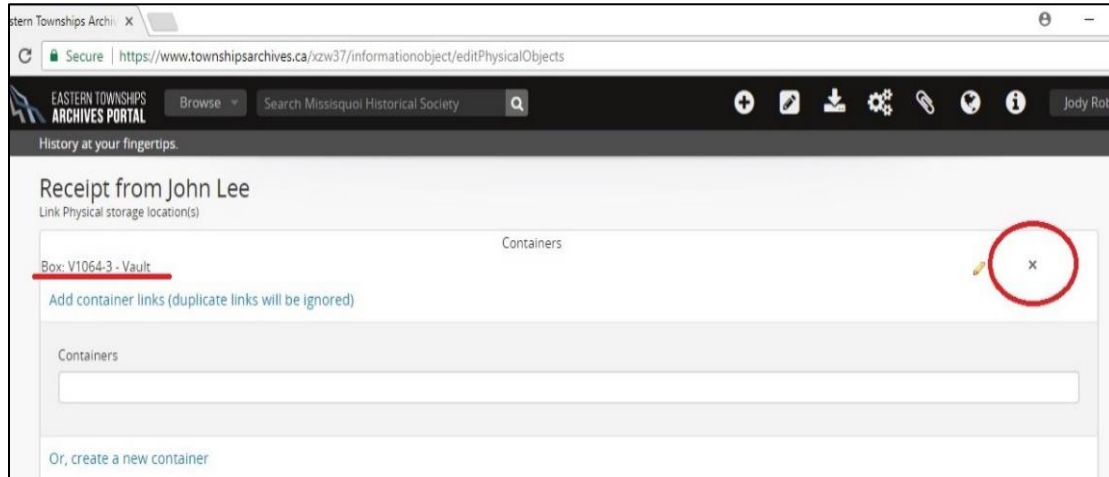 stern Townships Archiv
Secure | https://www.townshipsarchives.ca/xzw37/informationobject/editPhysicalObjects
EASTERN TOWNSHIPS
ARCHIVES PORTAL
Browse
Search Missisquoi Historical Society
Jody Rob
History at your fingertips.
Receipt from John Lee
Link Physical storage location(s)
Containers
Box: V1064-3 - Vault
Add container links (duplicate links will be ignored)
Containers
Or, create a new container